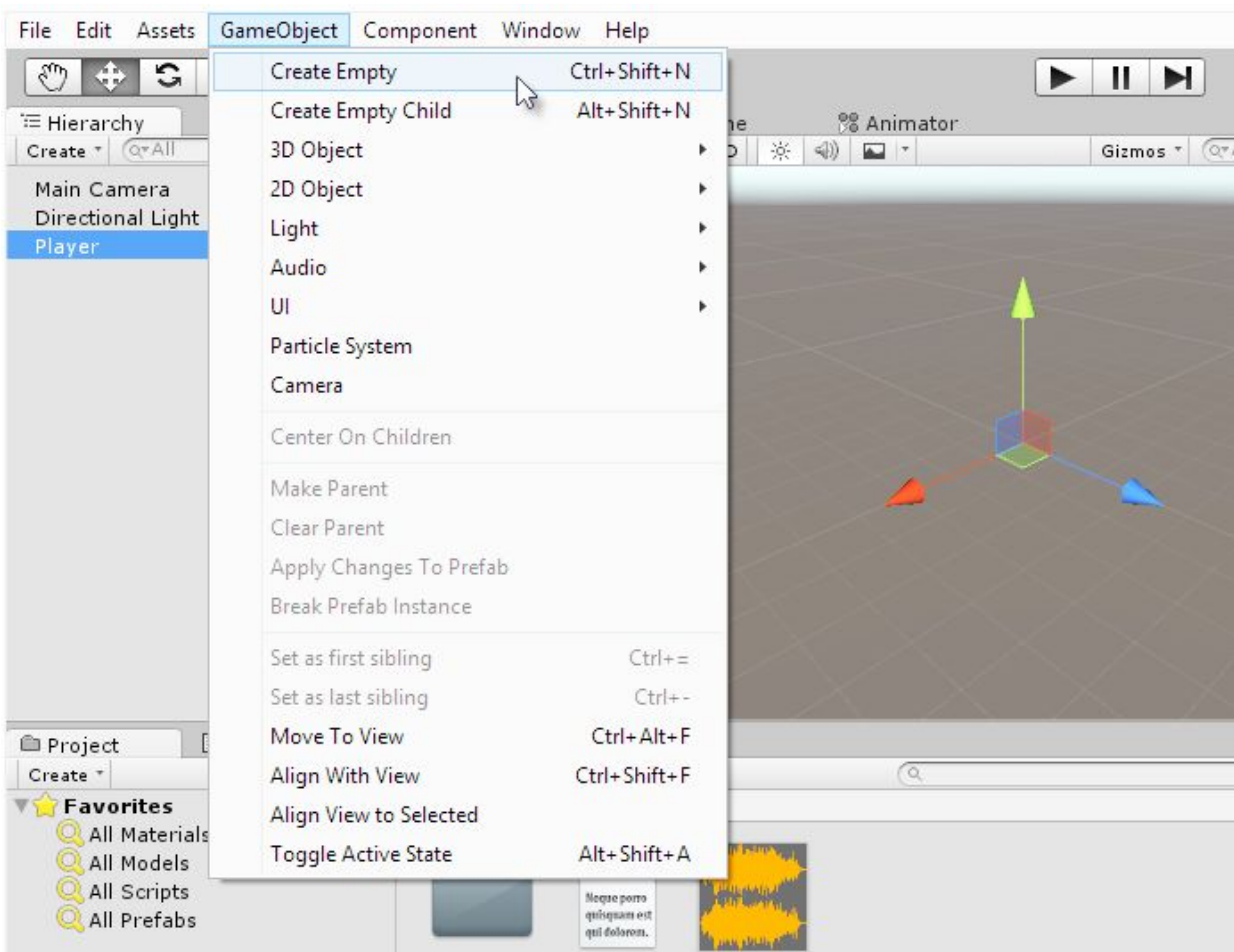 File Edit Assets GameObject Component Window Help
Create Empty Ctrl+Shift+N
Create Empty Child Alt+Shift+N
3D Object
2D Object
Light
Audio
UI
Particle System
Camera
Center On Children
Make Parent
Clear Parent
Apply Changes To Prefab
Break Prefab Instance
Set as first sibling Ctrl+=
Set as last sibling Ctrl+-
Move To View Ctrl+Alt+F
Align With View Ctrl+Shift+F
Align View to Selected
Toggle Active State Alt+Shift+A
Hierarchy
Create All
Main Camera
Directional Light
Player
Animator
Gizmos
Project
Create
Favorites
All Materials
All Models
All Scripts
All Prefabs
Neque porro
quisquam est
qui dolorem.